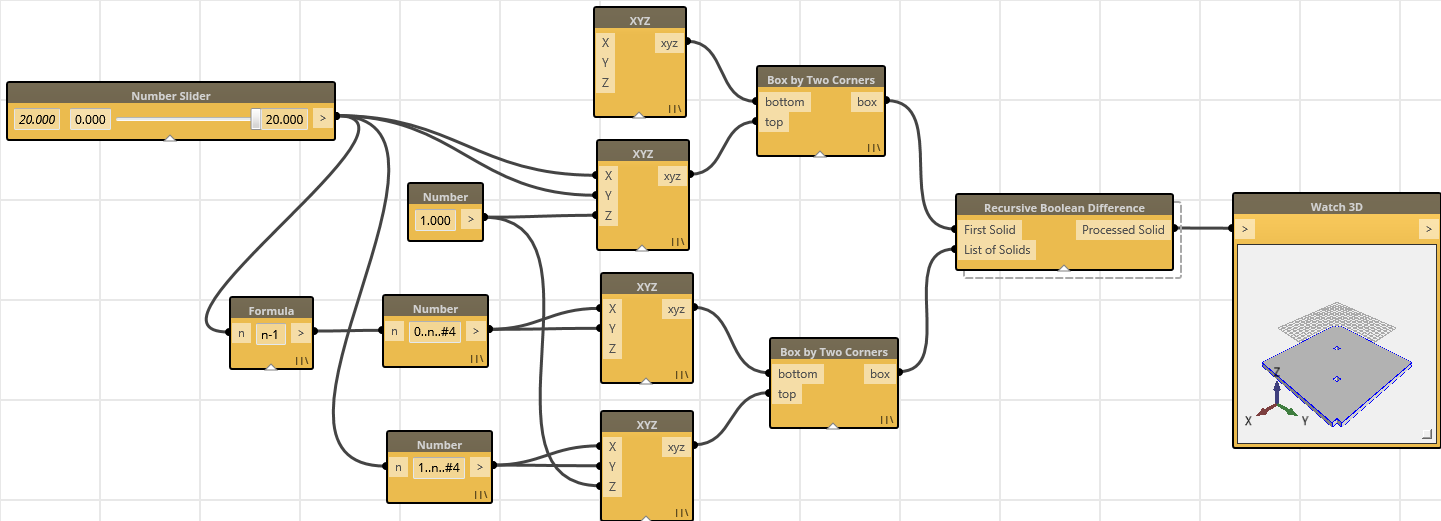 Number Slider
20.000 0.000 20.000 >
XYZ
X xyz
Y
Z
Box by Two Corners
bottom box
top
XYZ
X xyz
Y
Z
Number
1.000 >
Recursive Boolean Difference
First Solid Processed Solid
List of Solids
Watch 3D
> >
Z
X Y
Formula
n n-1 >
Number
n 0..n..#4 >
XYZ
X xyz
Y
Z
Box by Two Corners
bottom box
top
Number
n 1..n..#4 >
XYZ
X xyz
Y
Z